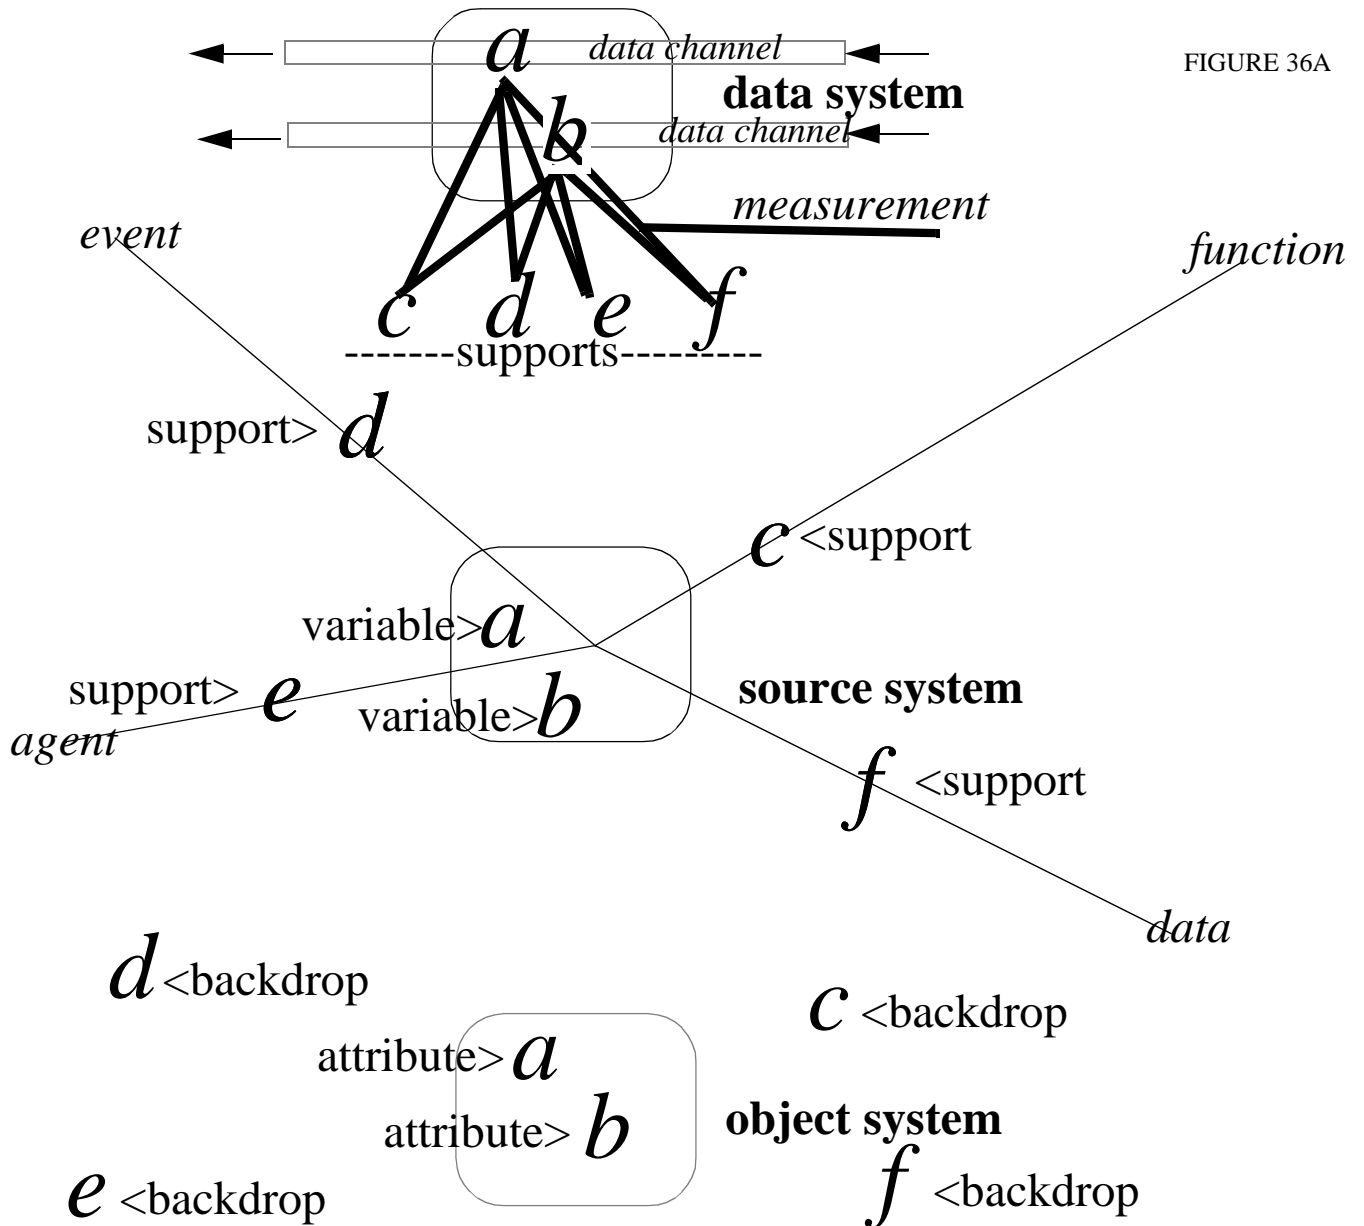 a data channel
FIGURE 36A
data system
b data channel
measurement
event
function
c d e f
-------supports---------
support> d
c <support
variable> a
support> e
variable> b
source system
agent
f <support
data
d <backdrop
c <backdrop
attribute> a
attribute> b
object system
e <backdrop
f <backdrop